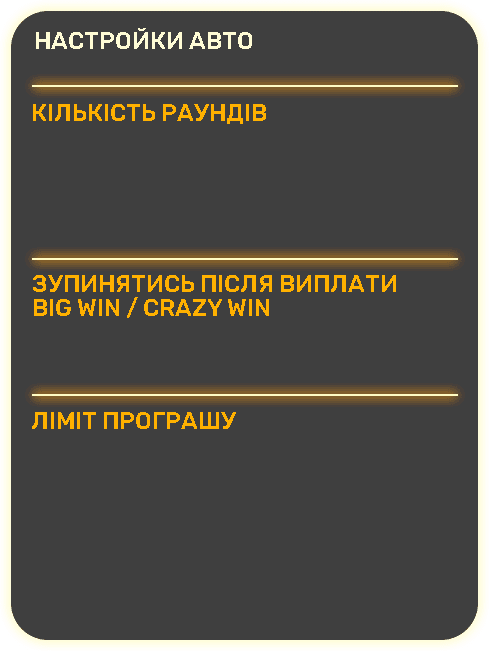 НАСТРОЙКИ АВТО
КІЛЬКІСТЬ РАУНДІВ
ЗУПИНЯТИСЬ ПІСЛЯ ВИПЛАТИ
BIG WIN / CRAZY WIN
ЛІМІТ ПРОГРАШУ